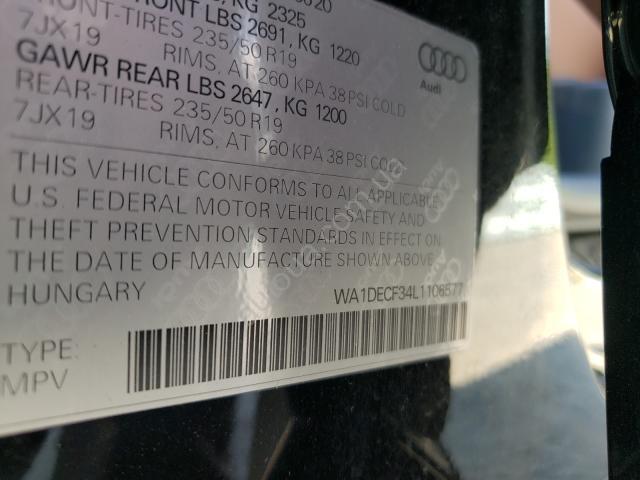 KG 2325
FRONT LBS 2691, KG 1220
FRONT-TIRES 235/50 R19
7JX19 RIMS, AT 260 KPA 38 PSI COLD
GAWR REAR LBS 2647, KG 1200
REAR-TIRES 235/50 R19
7JX19 RIMS, AT 260 KPA 38 PSI COLD
Audi
THIS VEHICLE CONFORMS TO ALL APPLICABLE
U.S. FEDERAL MOTOR VEHICLE SAFETY AND
THEFT PREVENTION STANDARDS IN EFFECT ON
THE DATE OF MANUFACTURE SHOWN ABOVE
HUNGARY
WA1DECF34L1106577
TYPE:
MPV